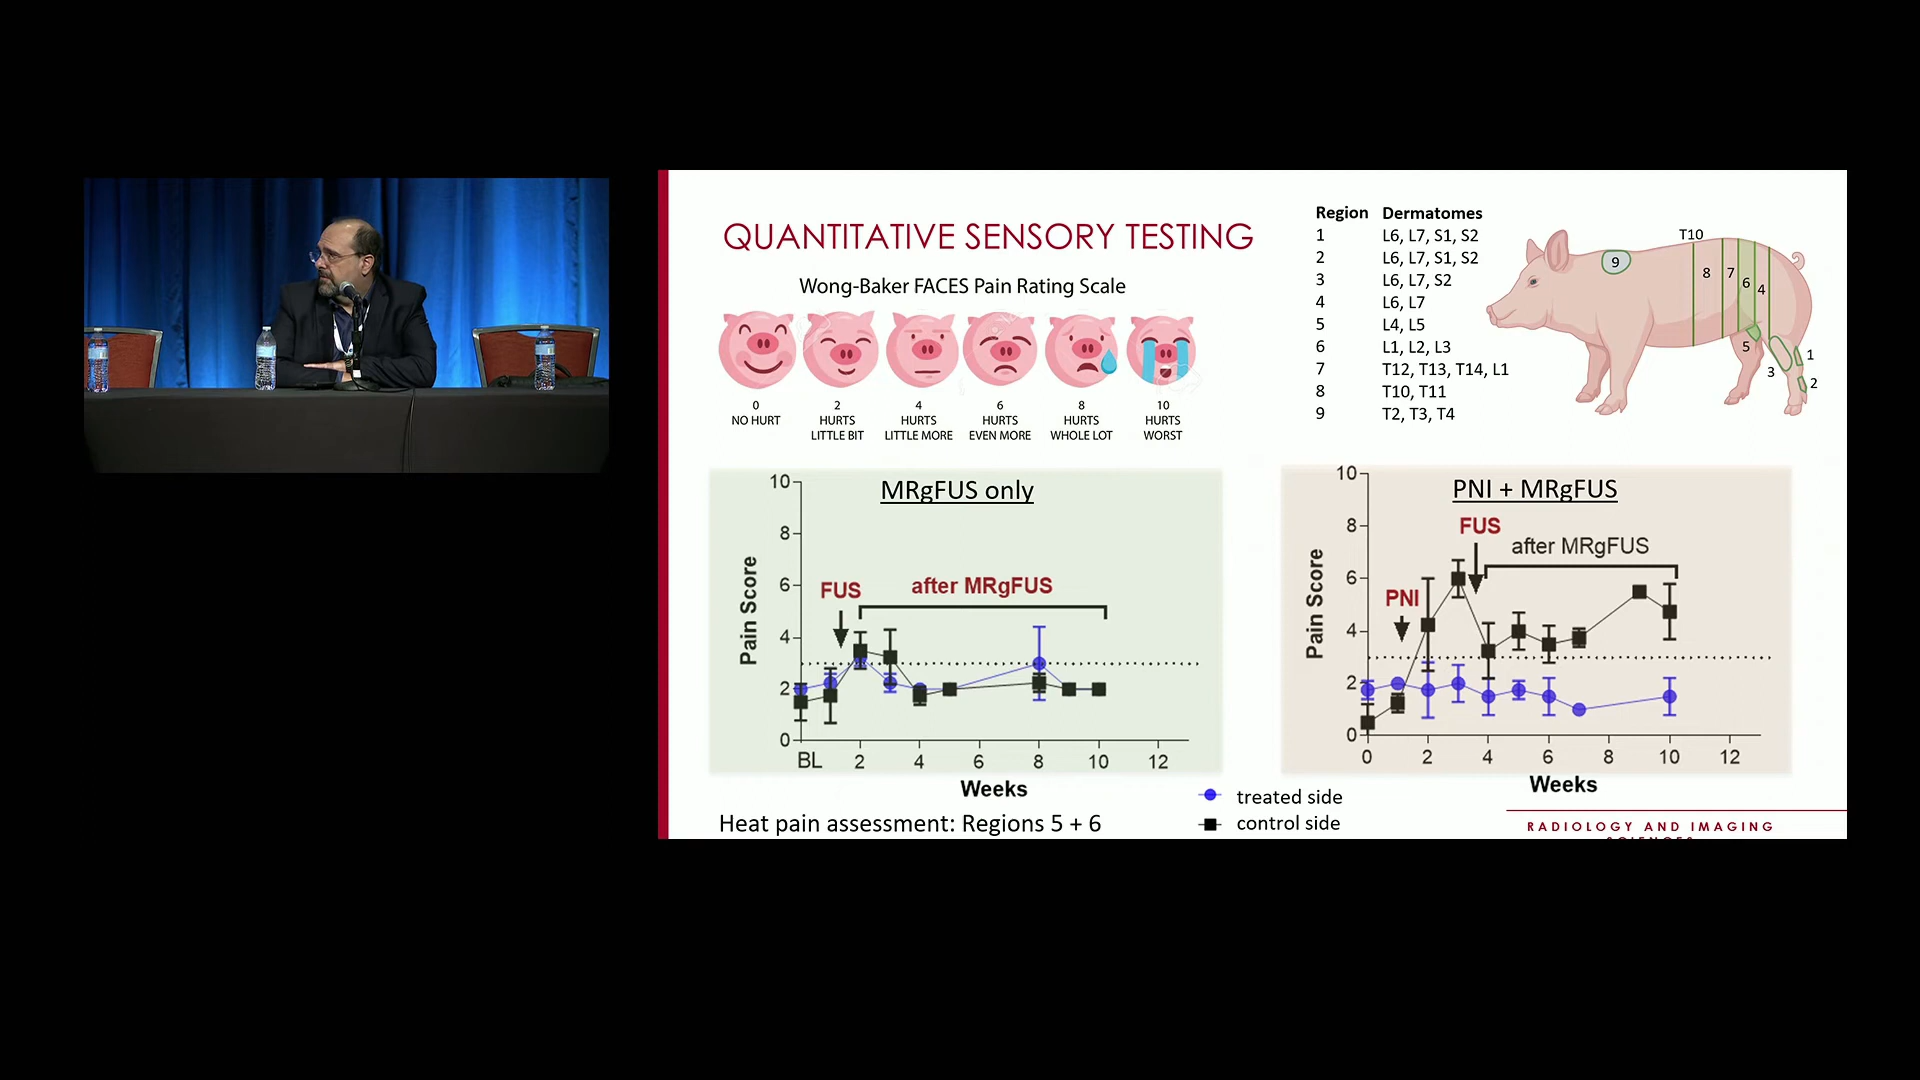 QUANTITATIVE SENSORY TESTING
Wong-Baker FACES Pain Rating Scale
0
NO HURT
2
HURTS
LITTLE BIT
4
HURTS
LITTLE MORE
6
HURTS
EVEN MORE
8
HURTS
WHOLE LOT
10
HURTS
WORST
Region Dermatomes
1 L6, L7, S1, S2
2 L6, L7, S1, S2
3 L6, L7, S2
4 L6, L7
5 L4, L5
6 L1, L2, L3
7 T12, T13, T14, L1
8 T10, T11
9 T2, T3, T4
T10
9
8
7
6
4
5
3
1
2
MRgFUS only
FUS
after MRgFUS
Pain Score
10
8
6
4
2
0
BL 2 4 6 8 10 12
Weeks
PNI + MRgFUS
FUS
after MRgFUS
PNI
Pain Score
10
8
6
4
2
0
0 2 4 6 8 10 12
Weeks
treated side
control side
Heat pain assessment: Regions 5 + 6
RADIOLOGY AND IMAGING